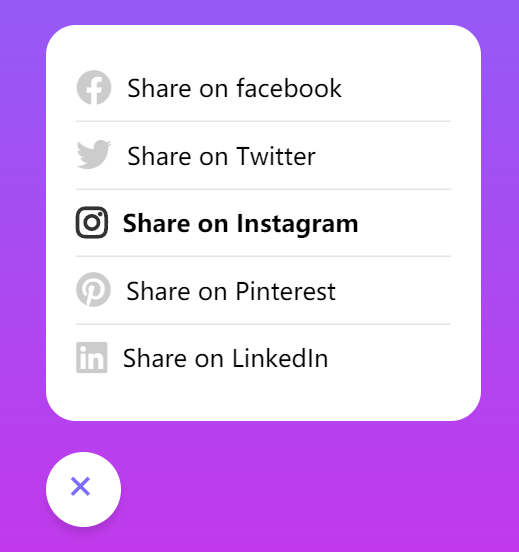 Share on facebook
Share on Twitter
Share on Instagram
Share on Pinterest
Share on LinkedIn